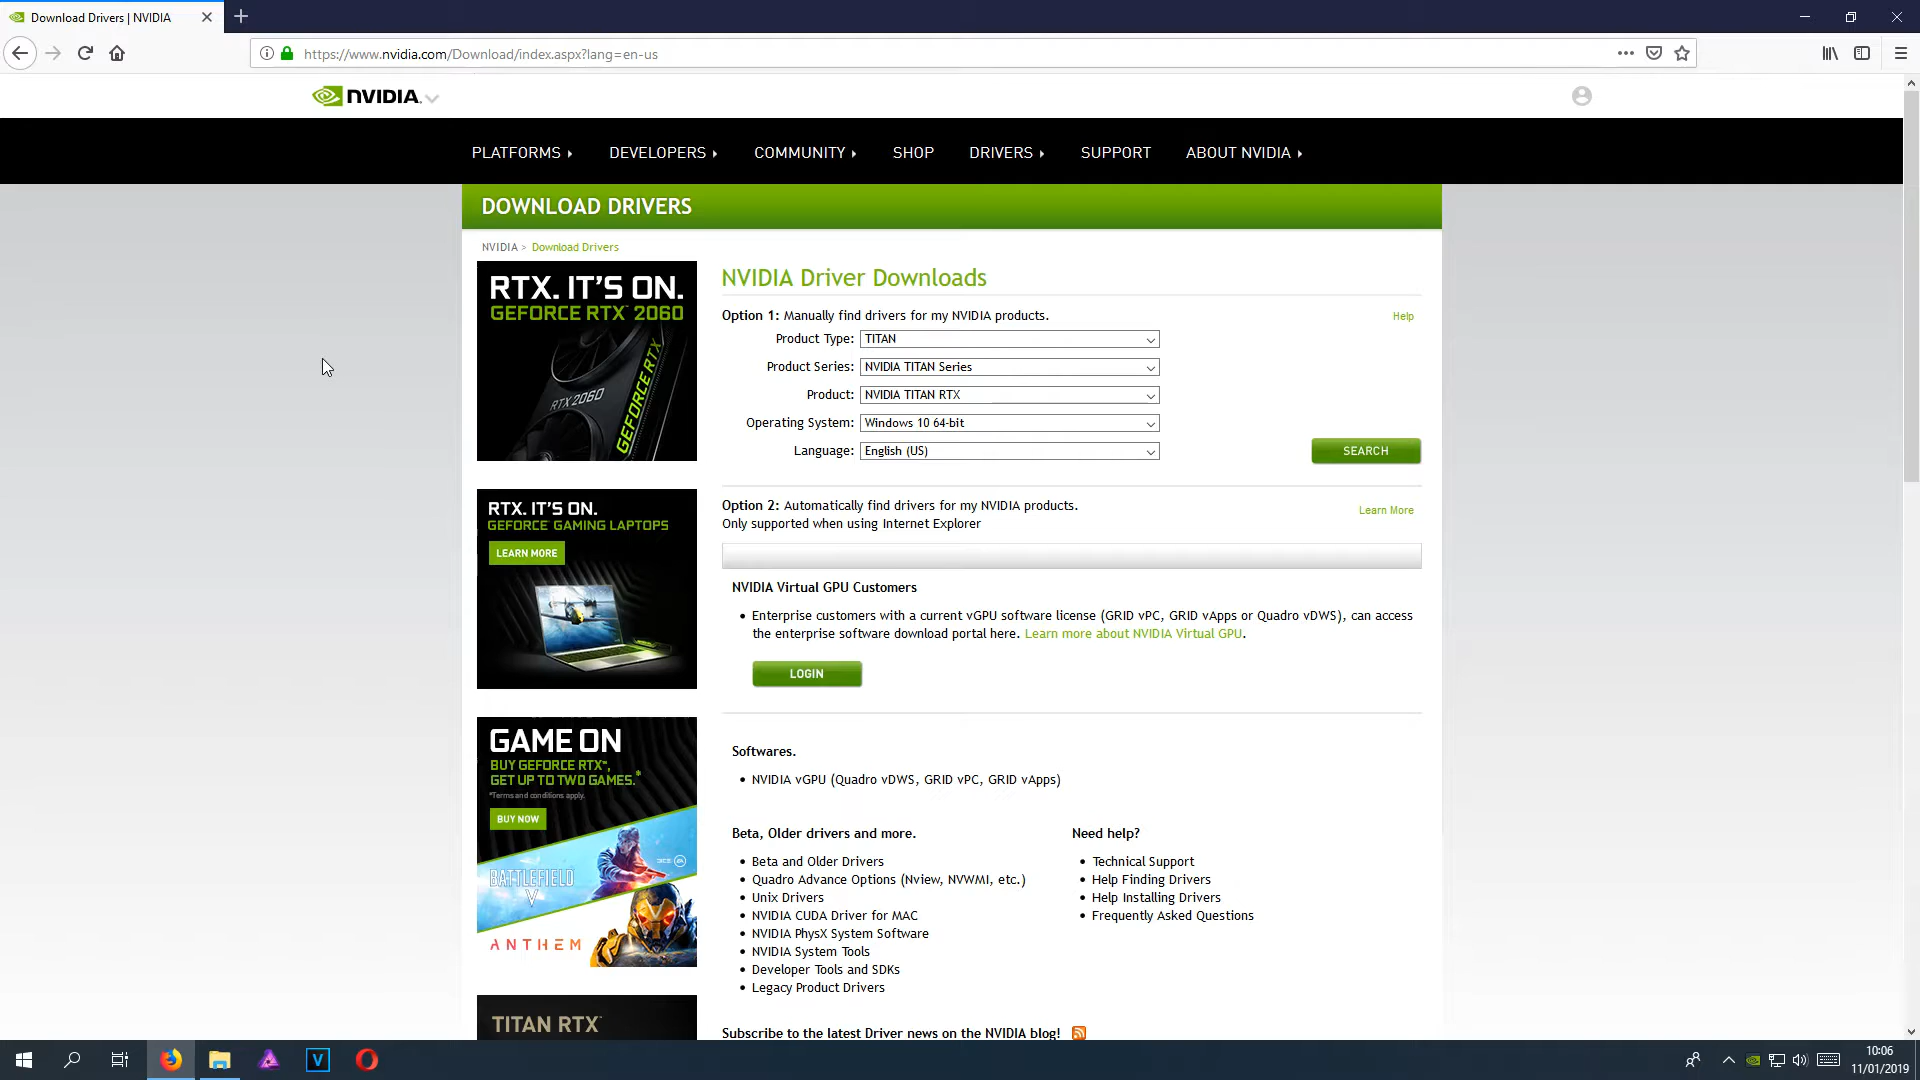 Download Drivers | NVIDIA
https://www.nvidia.com/Download/index.aspx?lang=en-us
NVIDIA.
PLATFORMS
DEVELOPERS
COMMUNITY
SHOP
DRIVERS
SUPPORT
ABOUT NVIDIA
DOWNLOAD DRIVERS
NVIDIA > Download Drivers
RTX. IT'S ON.
GEFORCE RTX™ 2060
RTX 2060
GEFORCE RTX
NVIDIA Driver Downloads
Option 1: Manually find drivers for my NVIDIA products.
Help
Product Type: TITAN
Product Series: NVIDIA TITAN Series
Product: NVIDIA TITAN RTX
Operating System: Windows 10 64-bit
Language: English (US)
SEARCH
RTX. IT'S ON.
GEFORCE® GAMING LAPTOPS
LEARN MORE
Option 2: Automatically find drivers for my NVIDIA products.
Learn More
Only supported when using Internet Explorer
NVIDIA Virtual GPU Customers
• Enterprise customers with a current vGPU software license (GRID vPC, GRID vApps or Quadro vDWS), can access
the enterprise software download portal here. Learn more about NVIDIA Virtual GPU.
LOGIN
GAME ON
BUY GEFORCE RTX™,
GET UP TO TWO GAMES.*
*Terms and conditions apply.
BUY NOW
BATTLEFIELD
V
DICE
EA
ANTHEM
Softwares.
• NVIDIA vGPU (Quadro vDWS, GRID vPC, GRID vApps)
Beta, Older drivers and more.
• Beta and Older Drivers
• Quadro Advance Options (Nview, NVWMI, etc.)
• Unix Drivers
• NVIDIA CUDA Driver for MAC
• NVIDIA PhysX System Software
• NVIDIA System Tools
• Developer Tools and SDKs
• Legacy Product Drivers
Need help?
• Technical Support
• Help Finding Drivers
• Help Installing Drivers
• Frequently Asked Questions
TITAN RTX™
Subscribe to the latest Driver news on the NVIDIA blog!
V
10:06
11/01/2019